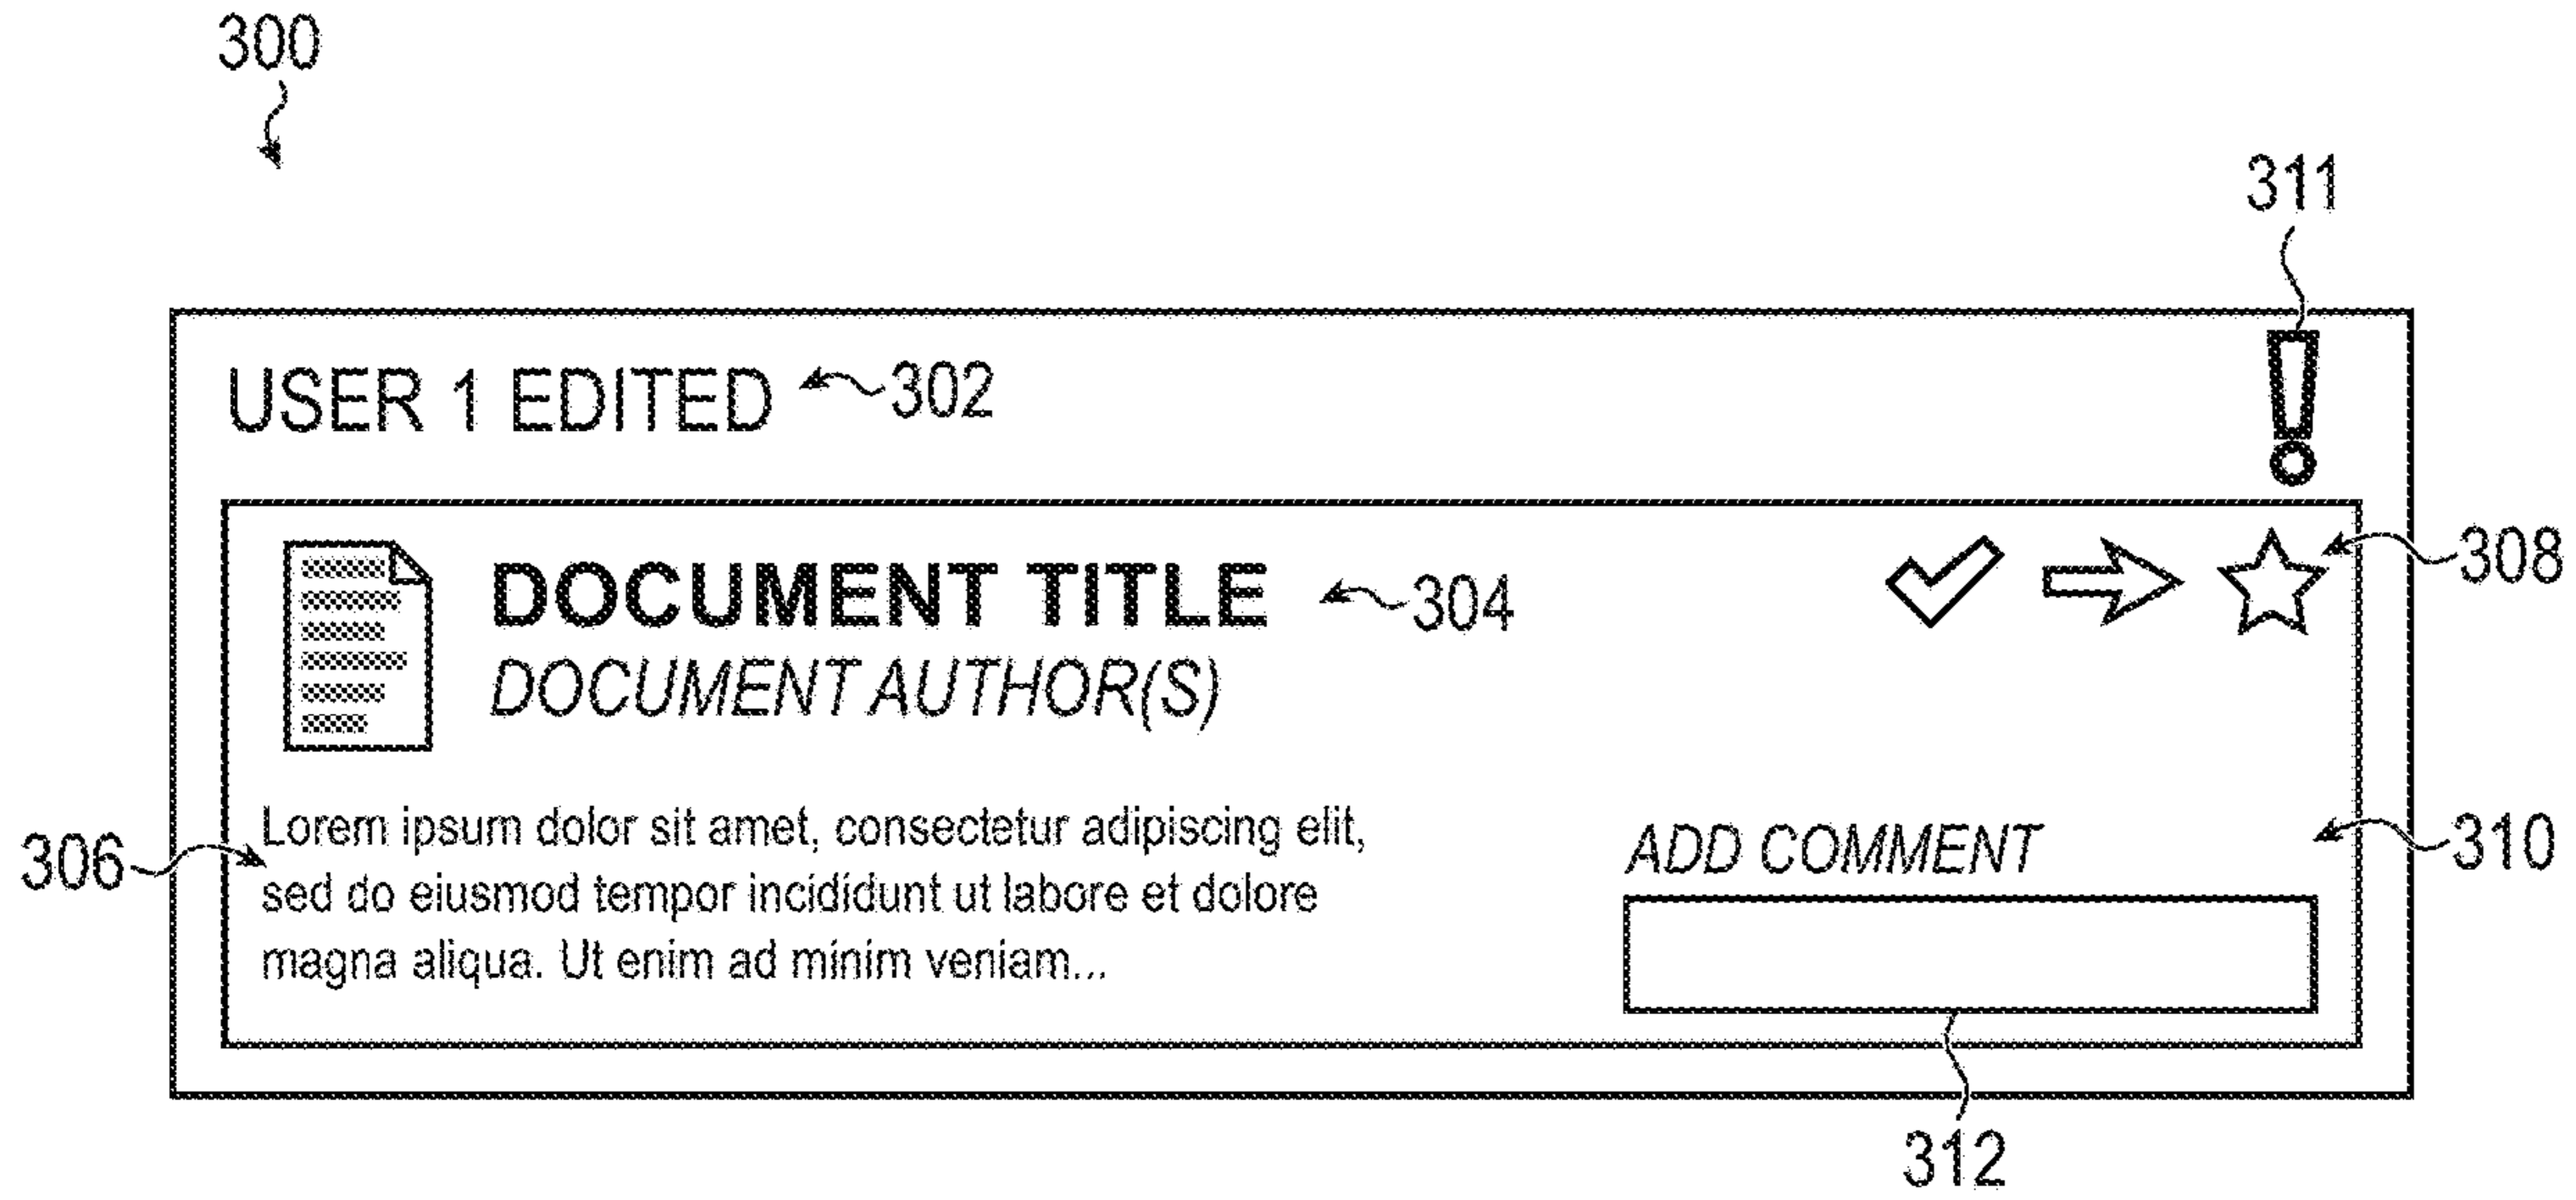 300
311
USER 1 EDITED 302
DOCUMENT TITLE 304 308
DOCUMENT AUTHOR(S)
306 Lorem ipsum dolor sit amet, consectetur adipiscing elit,
sed do eiusmod tempor incididunt ut labore et dolore
magna aliqua. Ut enim ad minim veniam...
ADD COMMENT 310
312